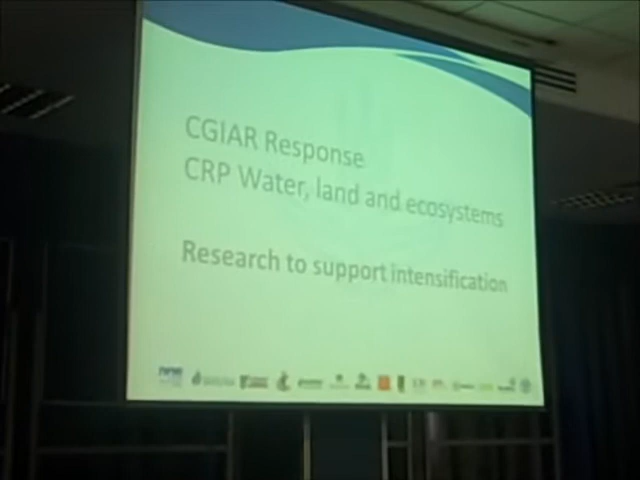 CGIAR Response
CRP Water, land and ecosystems
Research to support intensification